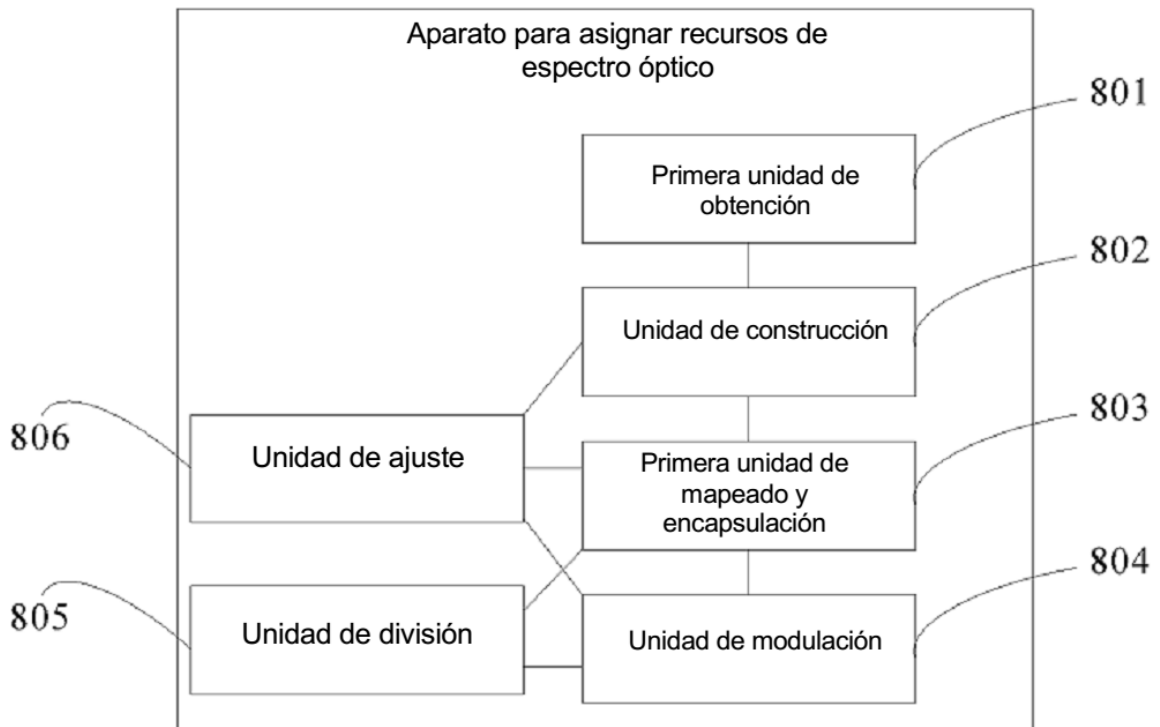 Aparato para asignar recursos de
espectro óptico
801
Primera unidad de
obtención
802
Unidad de construcción
803
Primera unidad de
mapeado y
encapsulación
806
Unidad de ajuste
804
Unidad de modulación
805
Unidad de división